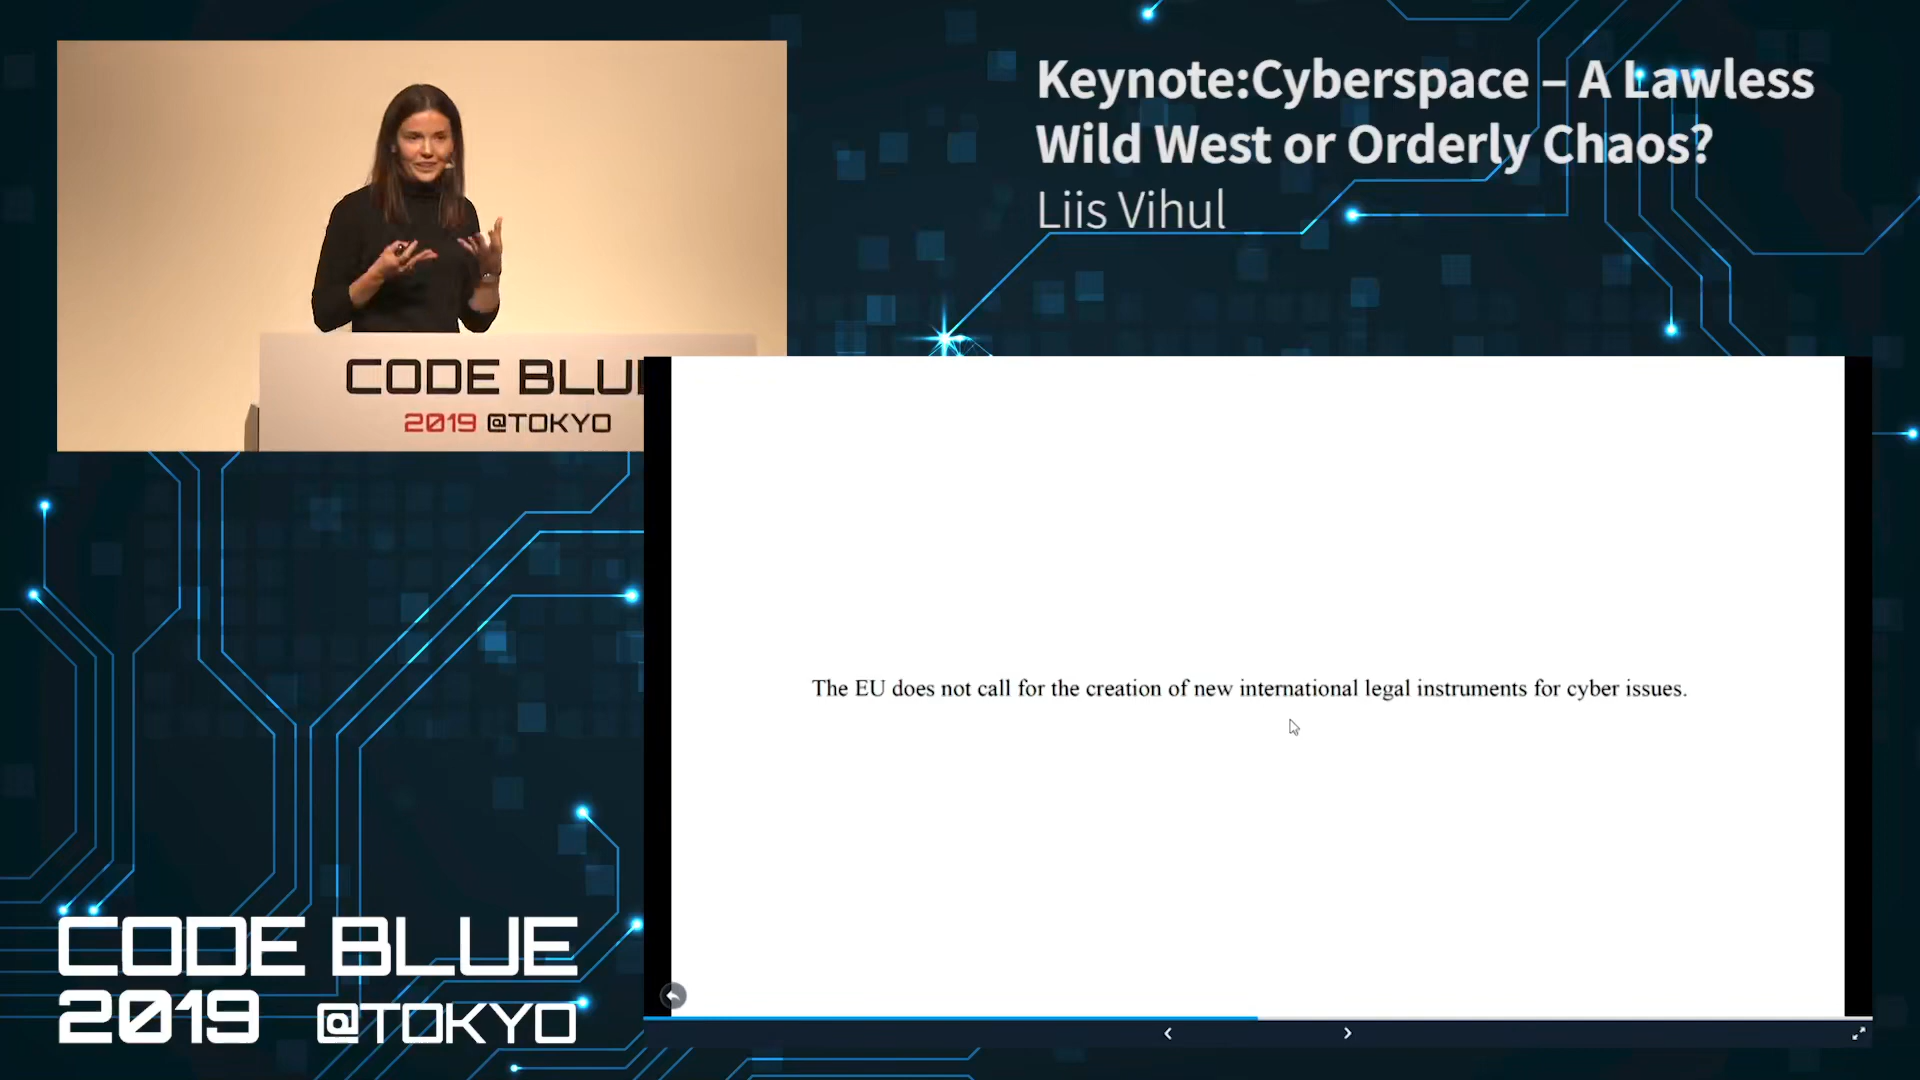 Keynote:Cyberspace – A Lawless
Wild West or Orderly Chaos?
Liis Vihul
CODE BLUE
2019 @TOKYO
The EU does not call for the creation of new international legal instruments for cyber issues.
CODE BLUE
2019 @TOKYO